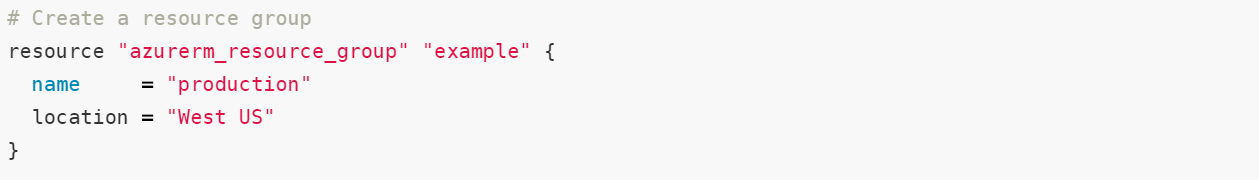 # Create a resource group
resource "azurerm_resource_group" "example" {
  name     = "production"
  location = "West US"
}